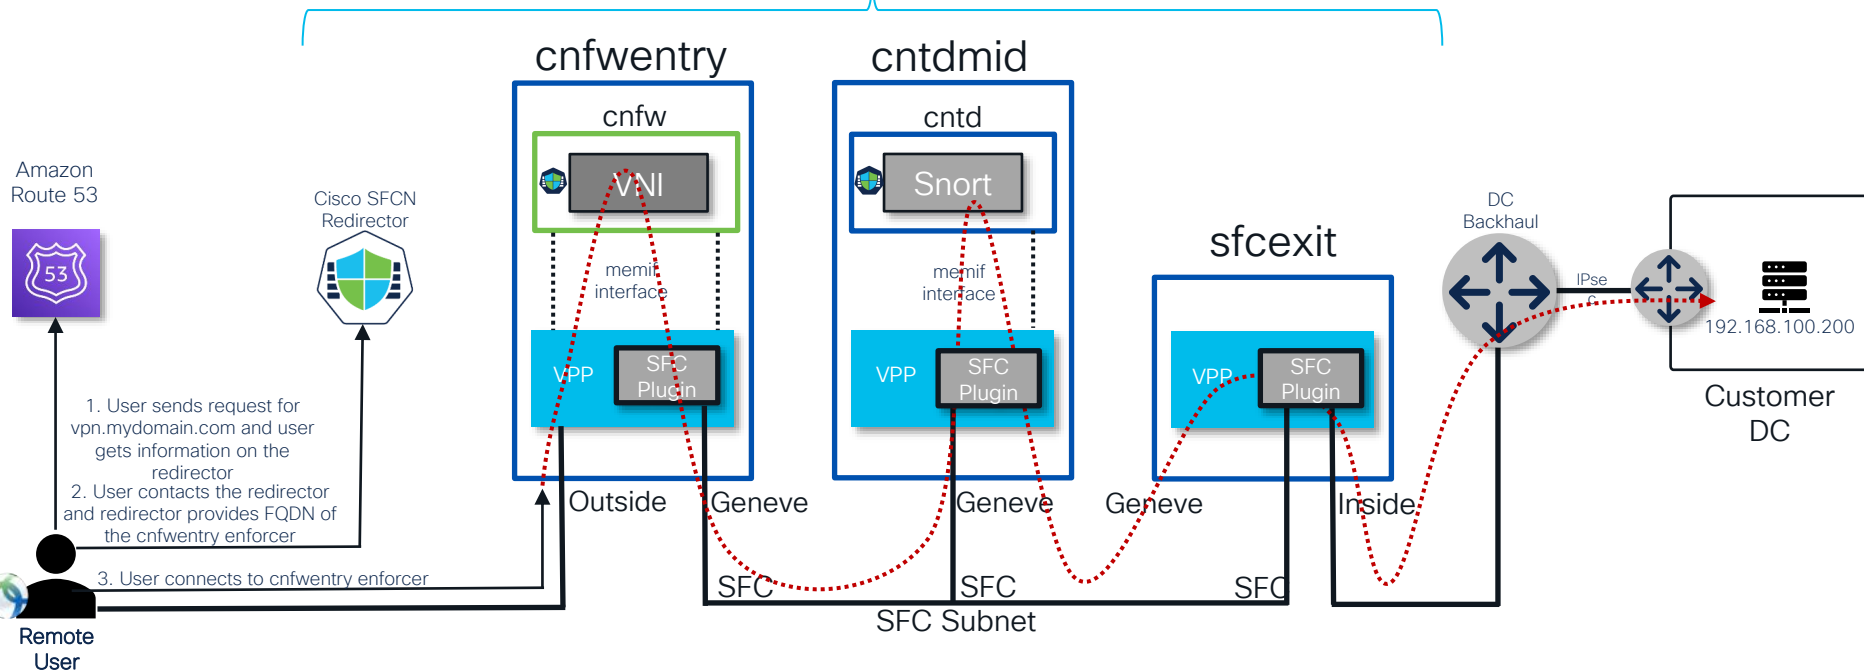 cnfwentry
cntdmid
cnfw
cntd
Amazon
Route 53
53
Cisco SFCN
Redirector
VNI
Snort
DC
Backhaul
sfcexit
memif
interface
memif
interface
IPse
c
192.168.100.200
VPP
SFC
Plugin
VPP
SFC
Plugin
VPP
SFC
Plugin
Customer
DC
1. User sends request for
vpn.mydomain.com and user
gets information on the
redirector
2. User contacts the redirector
and redirector provides FQDN of
the cnfwentry enforcer
Outside
Geneve
Geneve
Geneve
Inside
3. User connects to cnfwentry enforcer
SFC
SFC
SFC
SFC Subnet
Remote
User